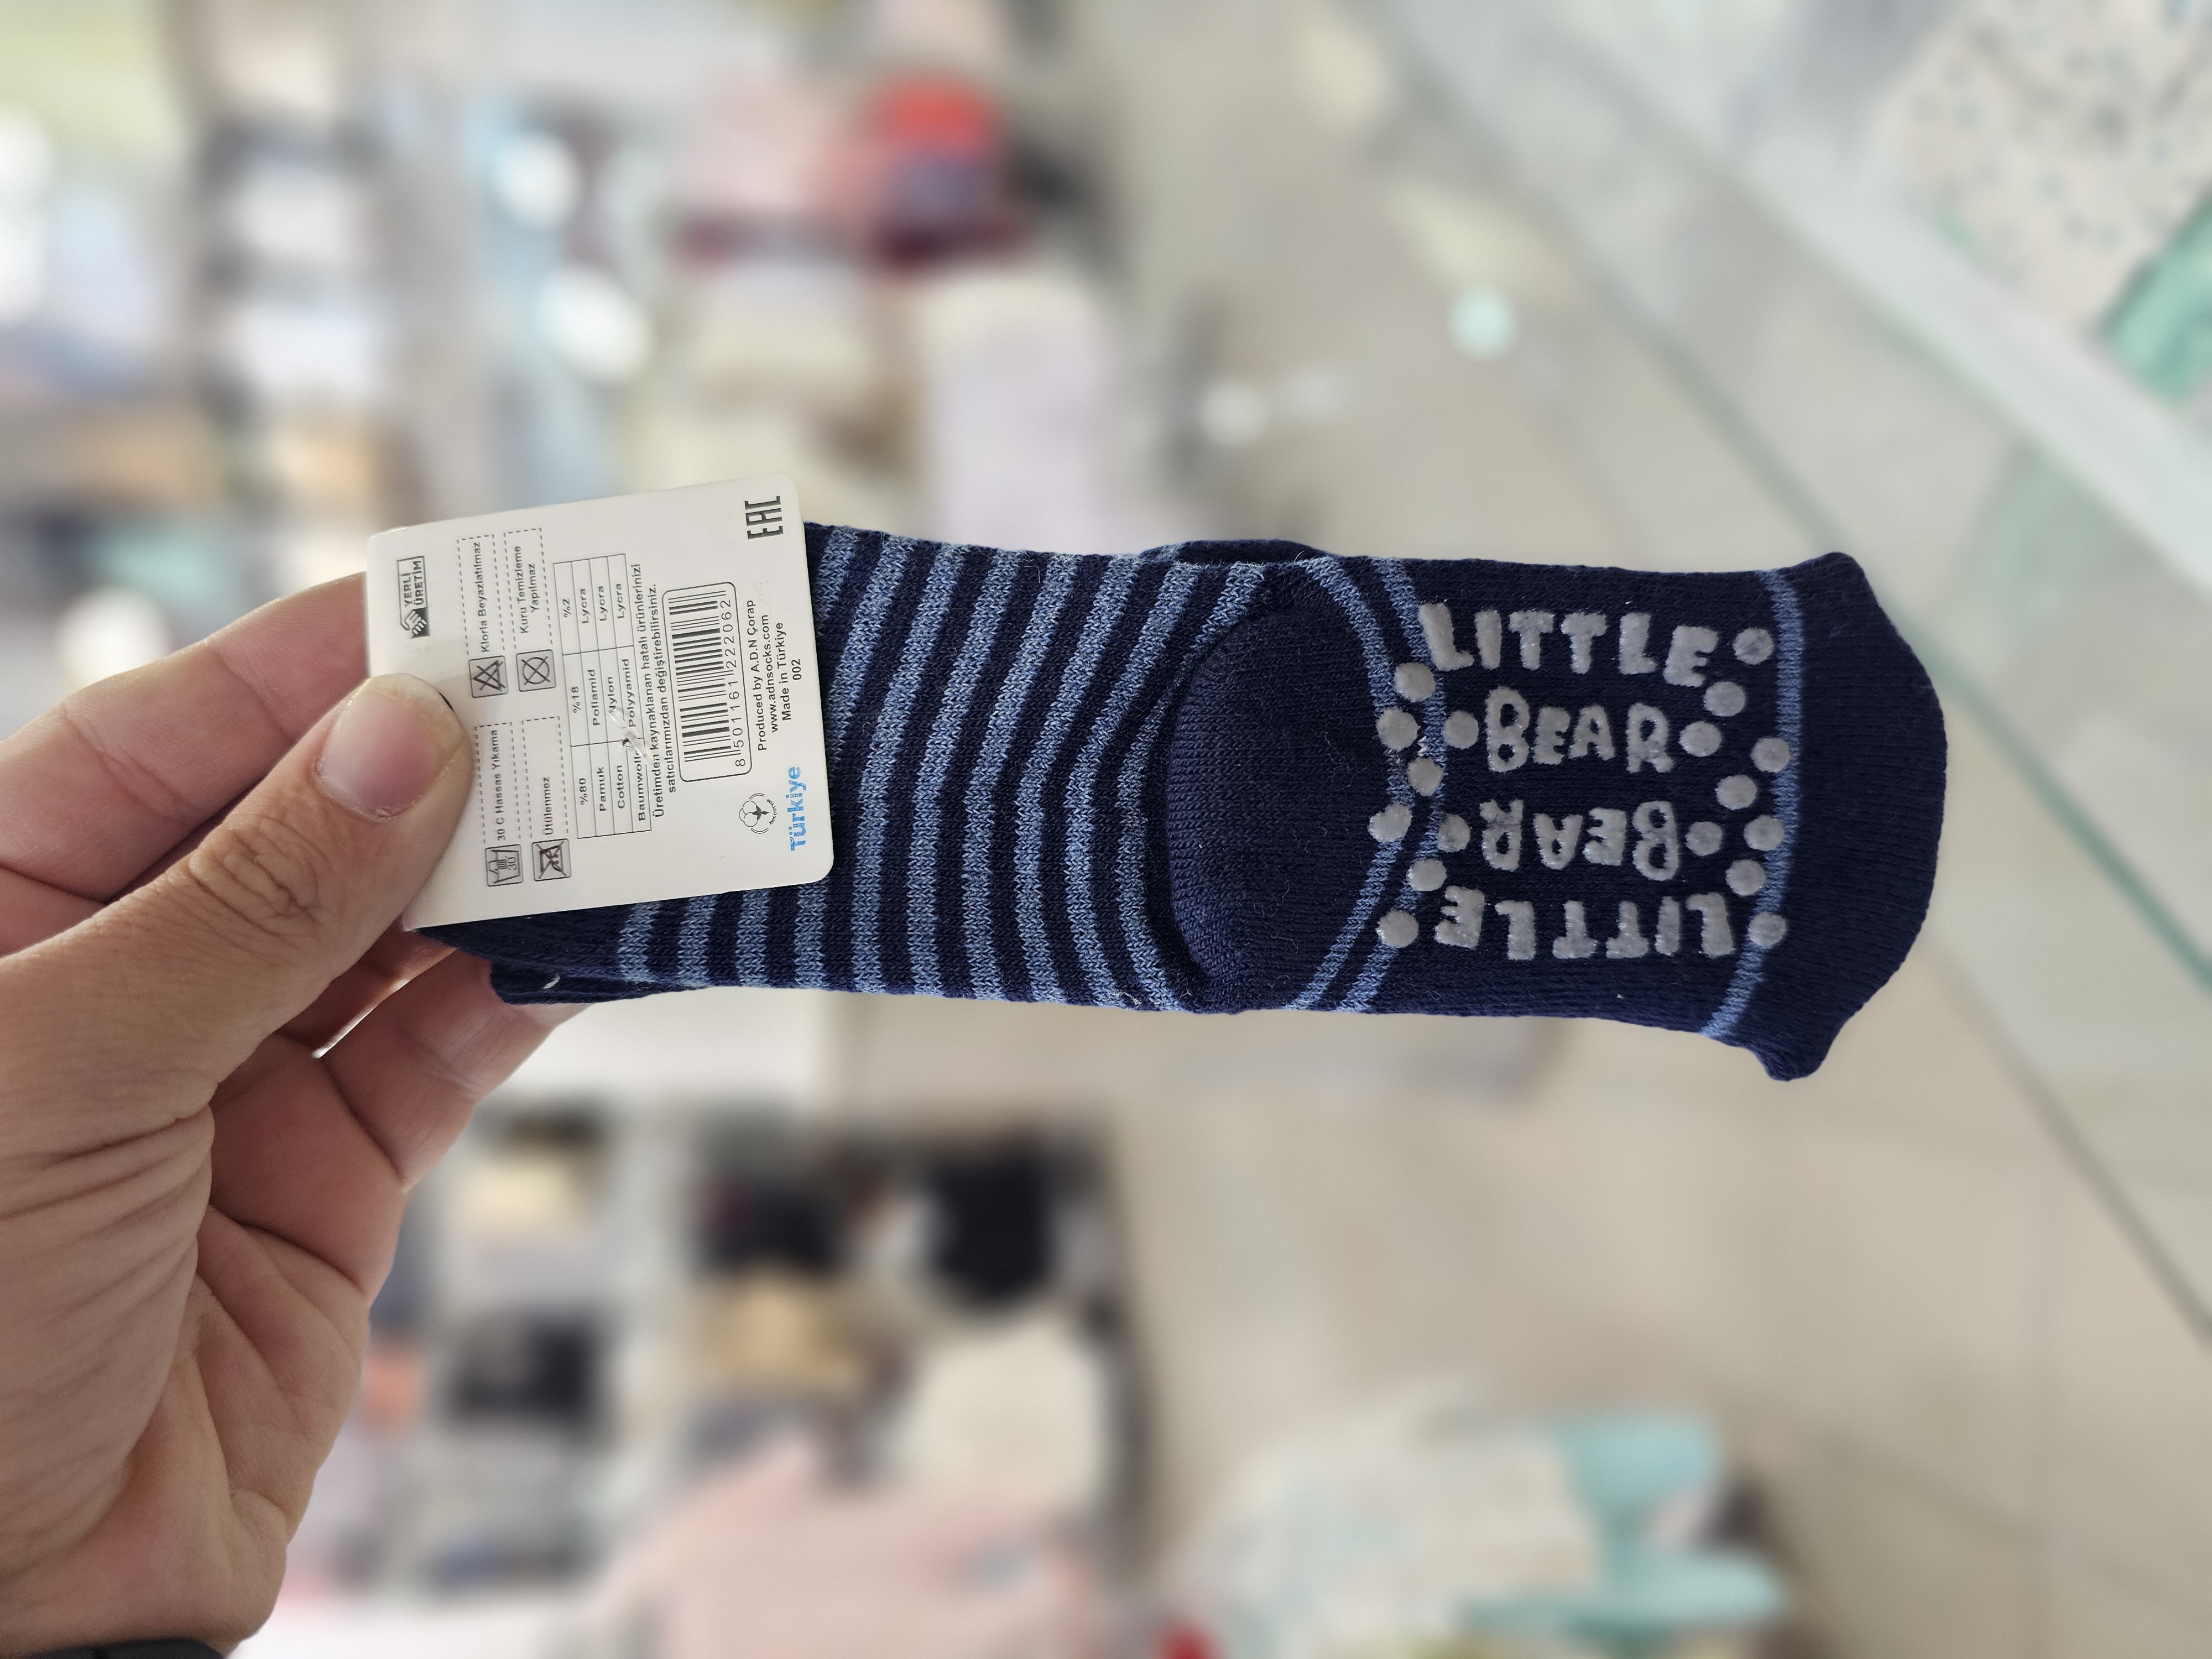 YERLİ
ÜRETİM
30 C Hassas Yıkama
Klorla Beyazlatılmaz
Ütülenmez
Kuru Temizleme
Yapılmaz
%80 %18 %2
Pamuk Poliamid Lycra
Cotton Nylon Lycra
Baumwolle Polyyamid Lycra
Üretimden kaynaklanan hatalı ürünlerinizi
satıcılarımızdan değiştirebilirsiniz.
8 501161 222062
Produced by A.D.N Çorap
www.adnsocks.com
Made in Türkiye
002
Türkiye
EAC
LITTLE
BEAR
BEAR
LITTLE